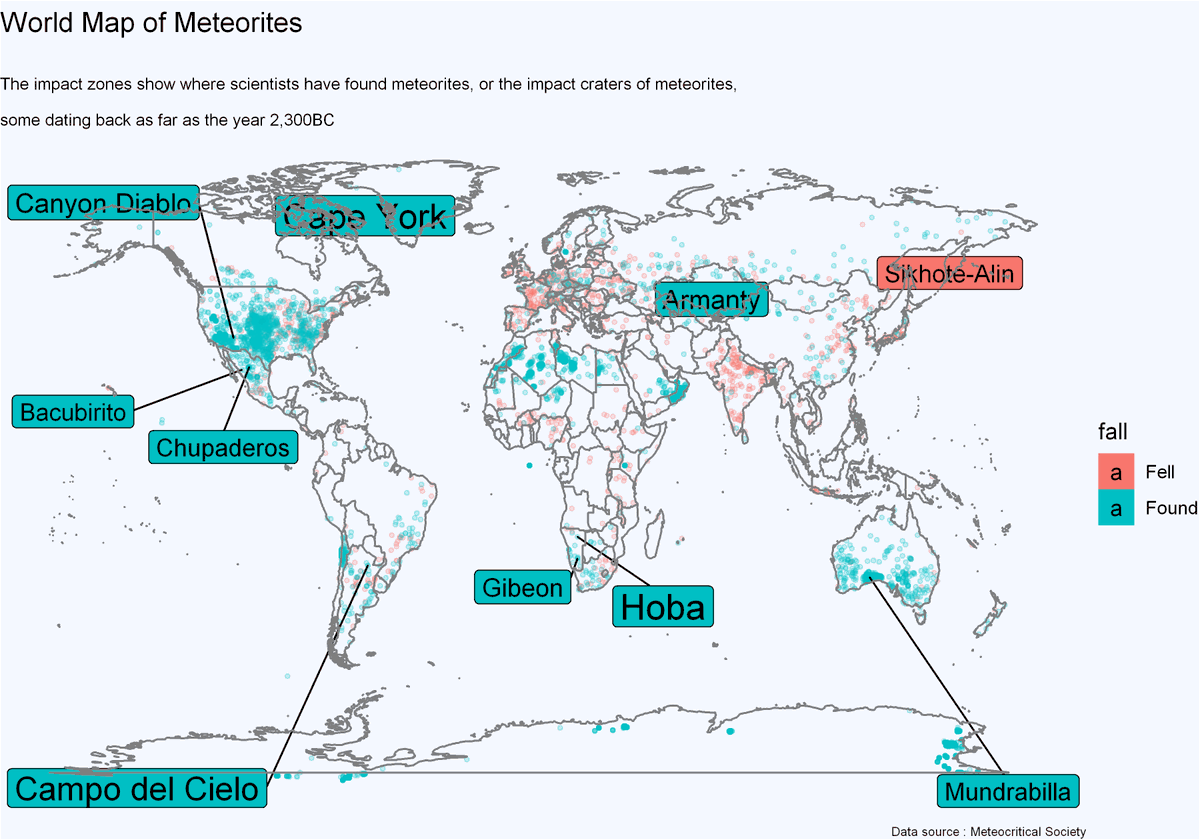 World Map of Meteorites
The impact zones show where scientists have found meteorites, or the impact craters of meteorites,
some dating back as far as the year 2,300BC
Canyon Diablo
Cape York
Sikhote-Alin
Armanty
Bacubirito
Chupaderos
fall
a Fell
a Found
Gibeon
Hoba
Campo del Cielo
Mundrabilla
Data source : Meteocritical Society